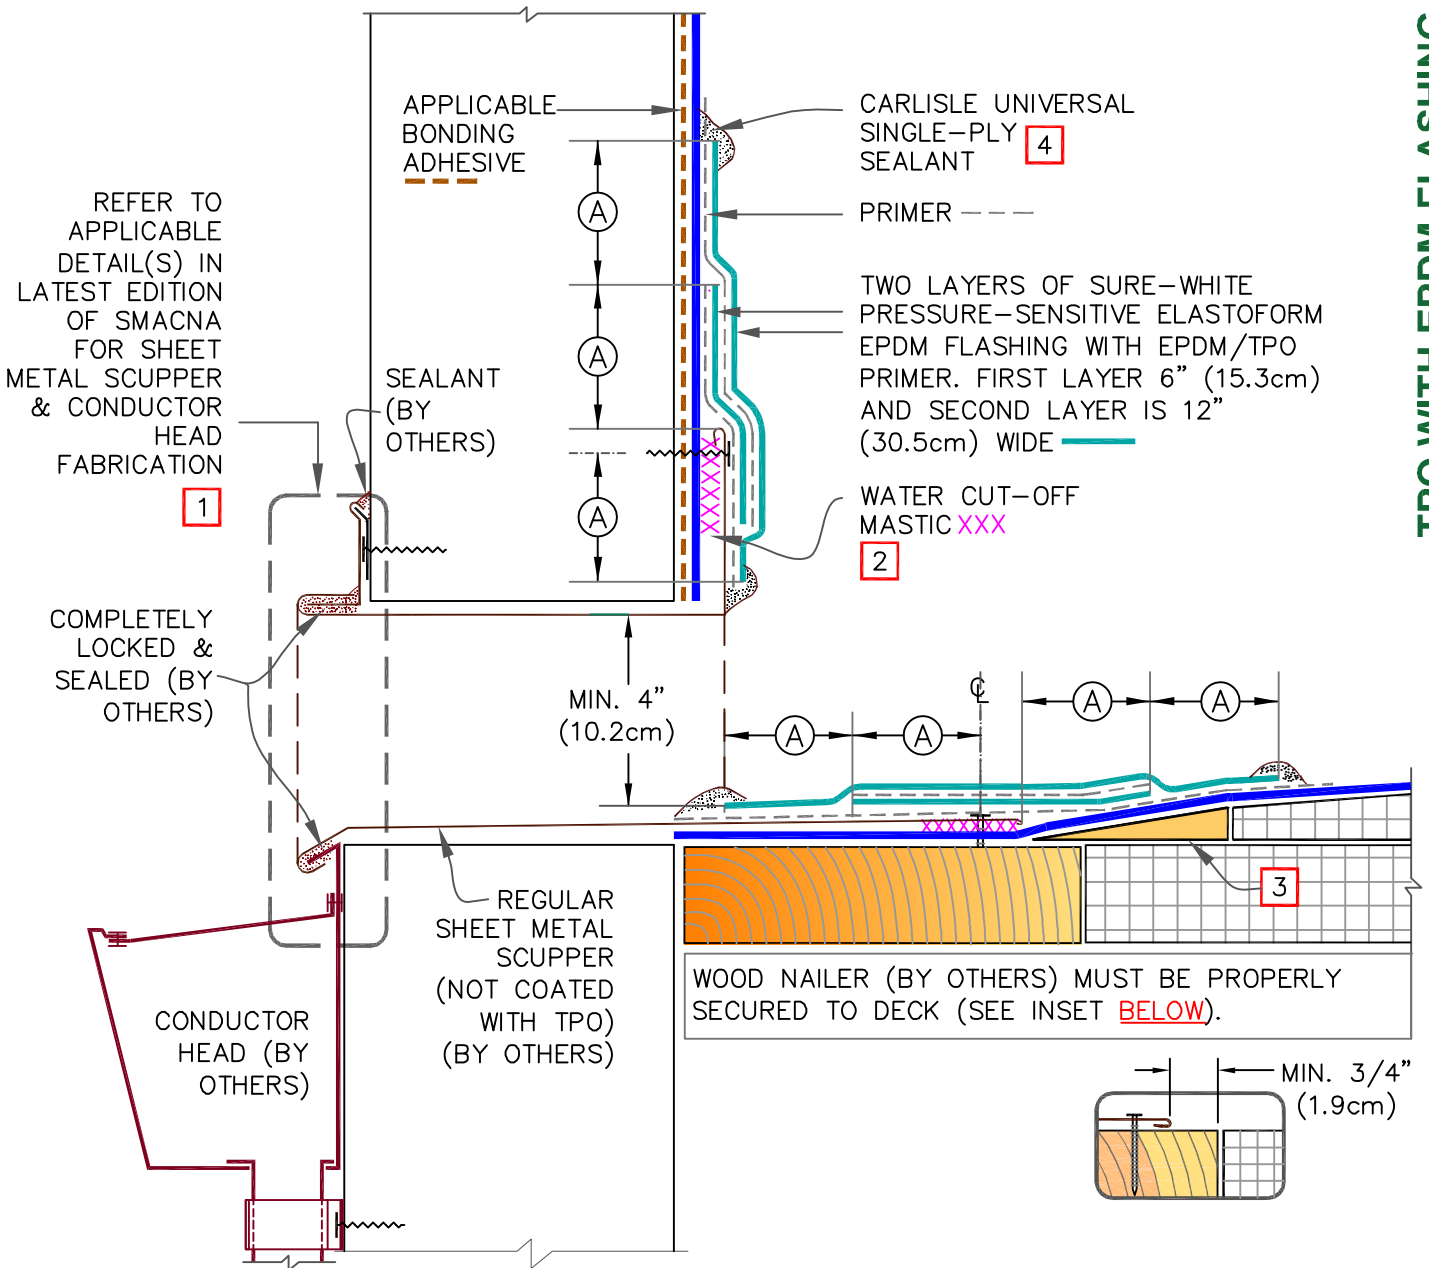 APPLICABLE
BONDING
ADHESIVE
CARLISLE UNIVERSAL
SINGLE-PLY
SEALANT
4
PRIMER
TWO LAYERS OF SURE-WHITE
PRESSURE-SENSITIVE ELASTOFORM
EPDM FLASHING WITH EPDM/TPO
PRIMER. FIRST LAYER 6" (15.3cm)
AND SECOND LAYER IS 12"
(30.5cm) WIDE
WATER CUT-OFF
MASTIC XXX
2
REFER TO
APPLICABLE
DETAIL(S) IN
LATEST EDITION
OF SMACNA
FOR SHEET
METAL SCUPPER
& CONDUCTOR
HEAD
FABRICATION
1
SEALANT
(BY
OTHERS)
A
A
A
COMPLETELY
LOCKED &
SEALED (BY
OTHERS)
MIN. 4"
(10.2cm)
℄
A
A
A
A
3
REGULAR
SHEET METAL
SCUPPER
(NOT COATED
WITH TPO)
(BY OTHERS)
CONDUCTOR
HEAD (BY
OTHERS)
WOOD NAILER (BY OTHERS) MUST BE PROPERLY
SECURED TO DECK (SEE INSET BELOW).
MIN. 3/4"
(1.9cm)
TPO WITH EPDM FLASHING